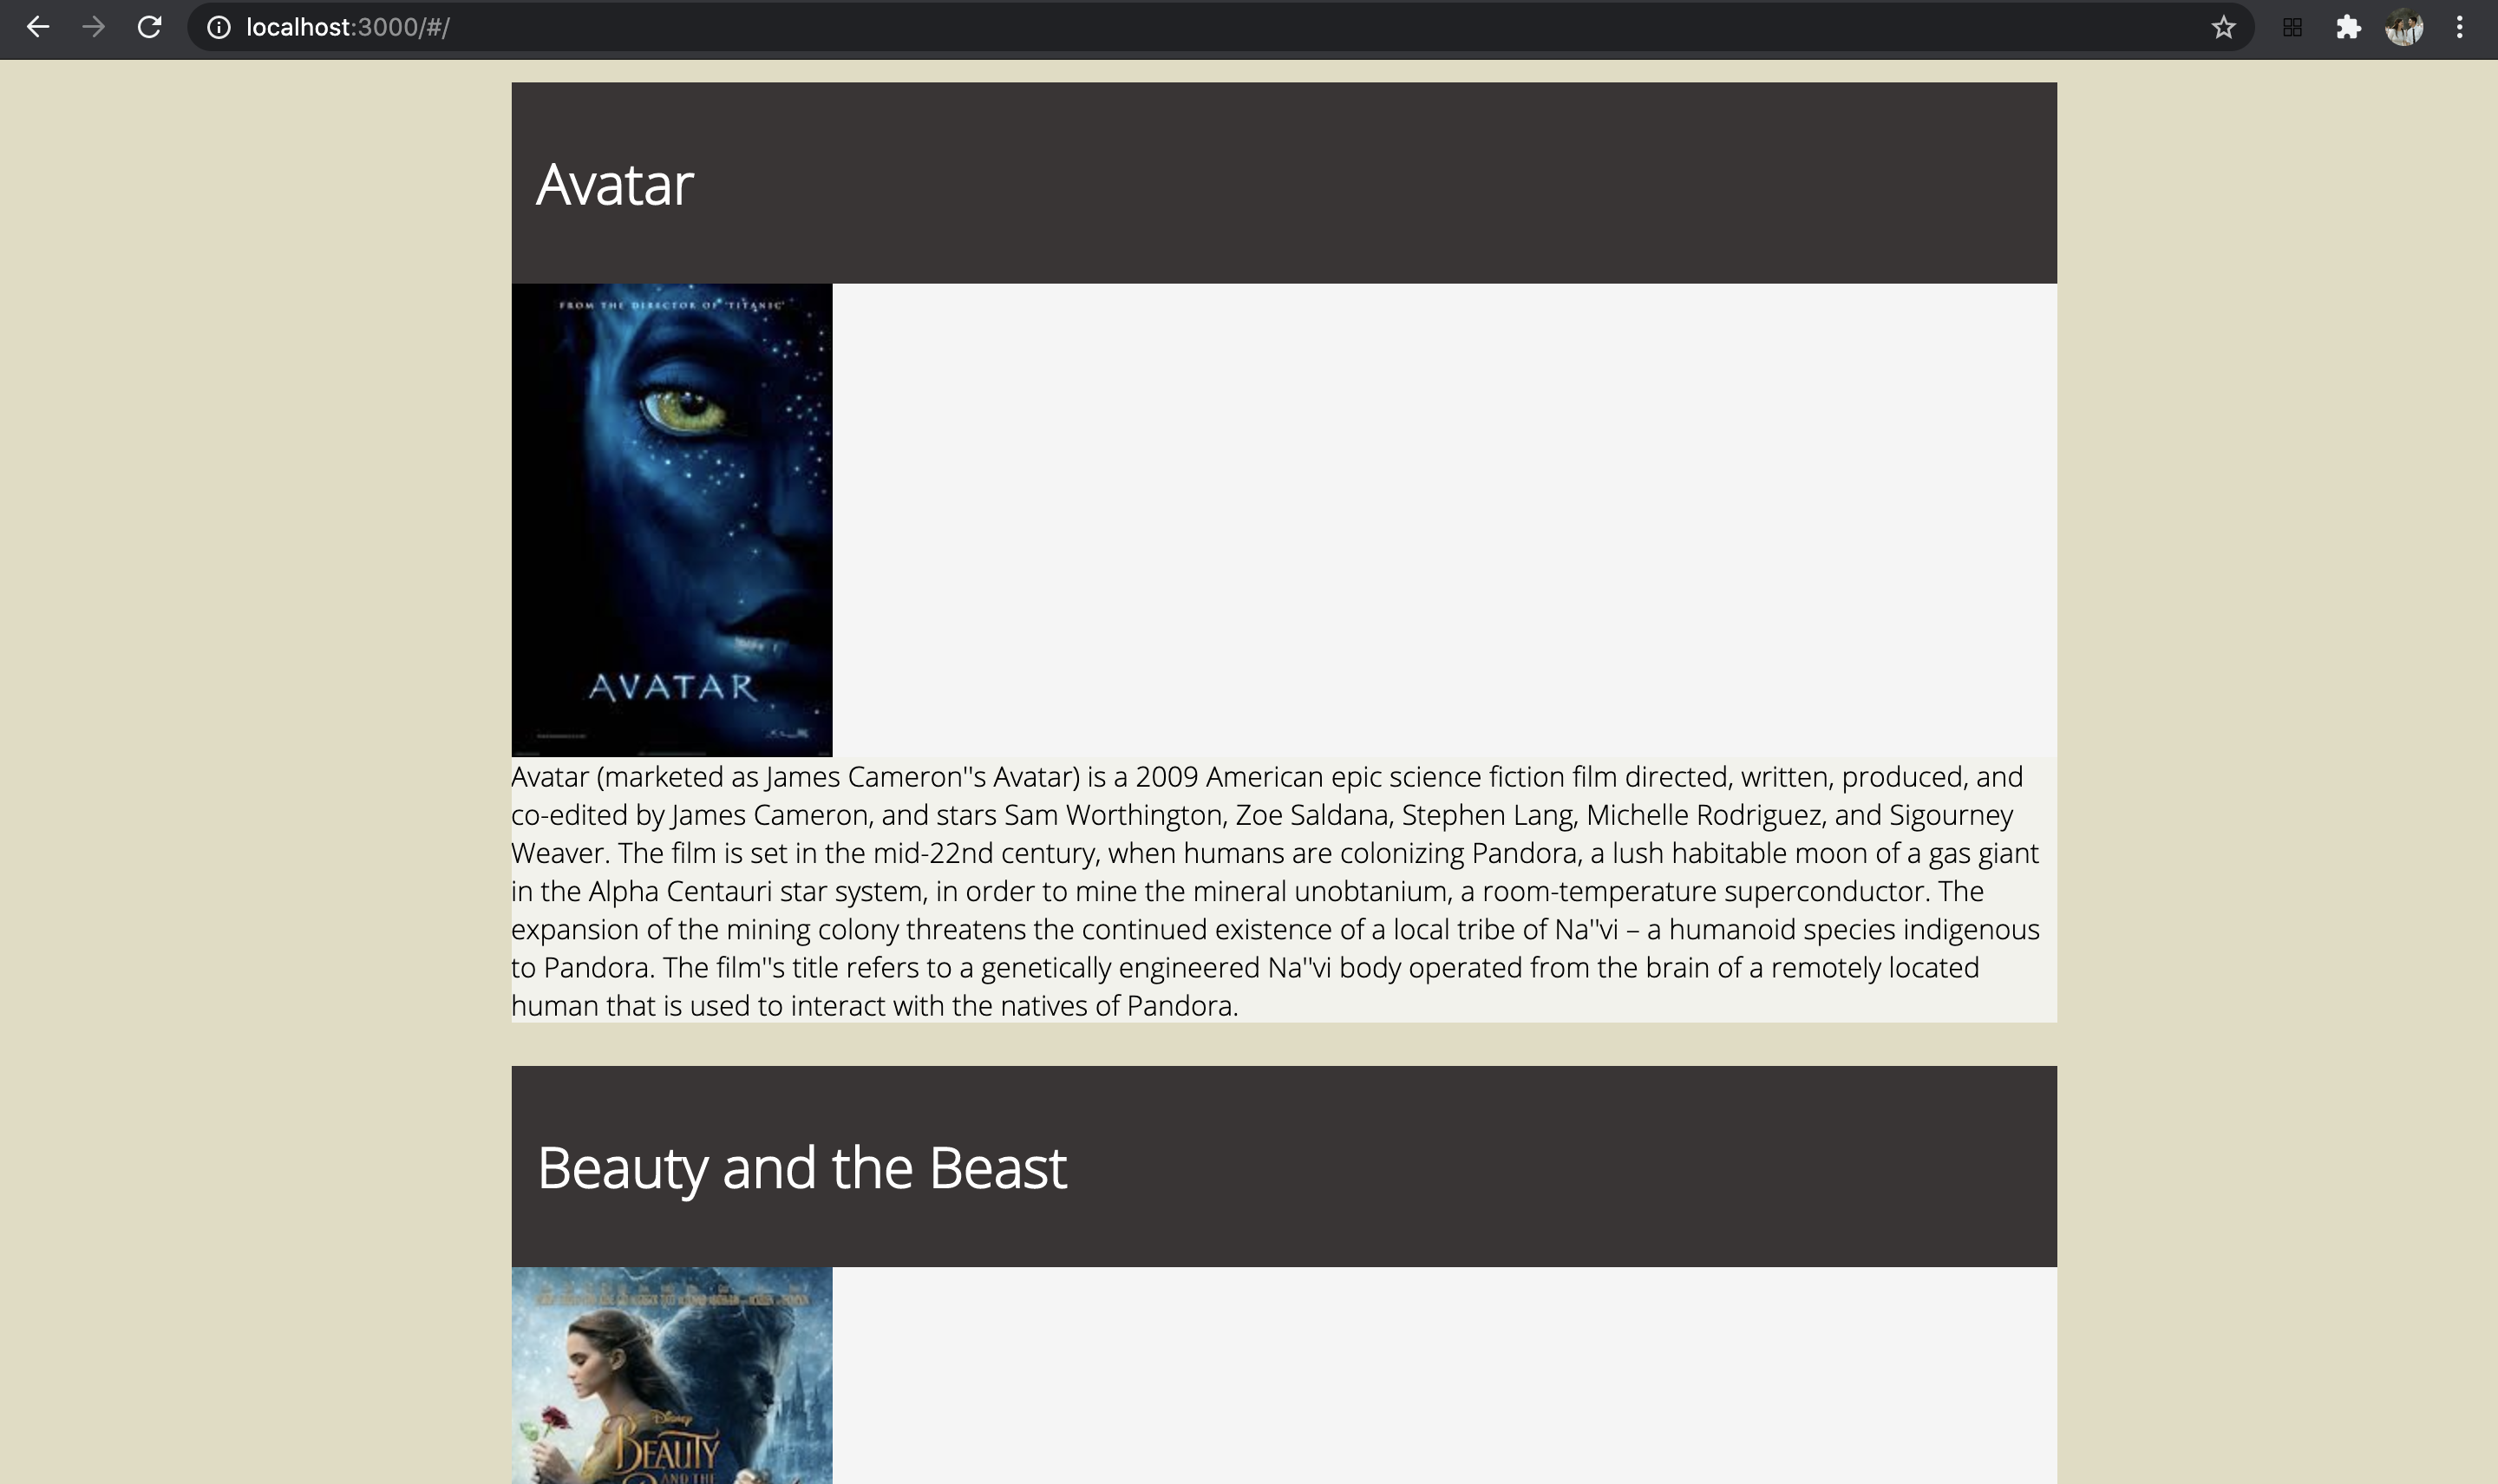 localhost:3000/#/
Avatar
FROM THE DIRECTOR OF 'TITANIC'
AVATAR
Avatar (marketed as James Cameron''s Avatar) is a 2009 American epic science fiction film directed, written, produced, and
co-edited by James Cameron, and stars Sam Worthington, Zoe Saldana, Stephen Lang, Michelle Rodriguez, and Sigourney
Weaver. The film is set in the mid-22nd century, when humans are colonizing Pandora, a lush habitable moon of a gas giant
in the Alpha Centauri star system, in order to mine the mineral unobtanium, a room-temperature superconductor. The
expansion of the mining colony threatens the continued existence of a local tribe of Na''vi – a humanoid species indigenous
to Pandora. The film''s title refers to a genetically engineered Na''vi body operated from the brain of a remotely located
human that is used to interact with the natives of Pandora.
Beauty and the Beast
Disney
BEAUTY
AND THE